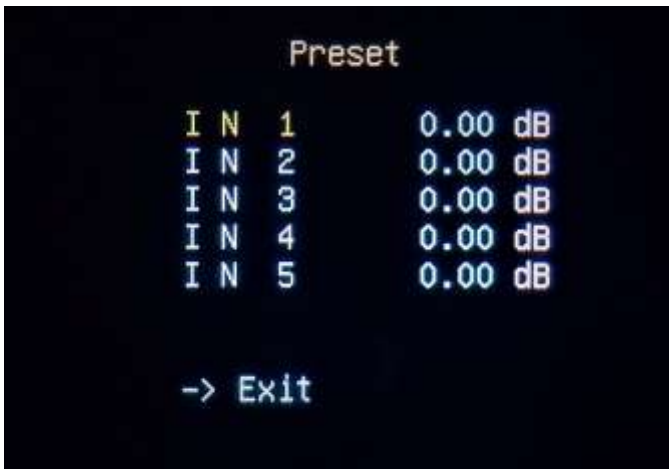 Preset
I N 1 0.00 dB
I N 2 0.00 dB
I N 3 0.00 dB
I N 4 0.00 dB
I N 5 0.00 dB
-> Exit